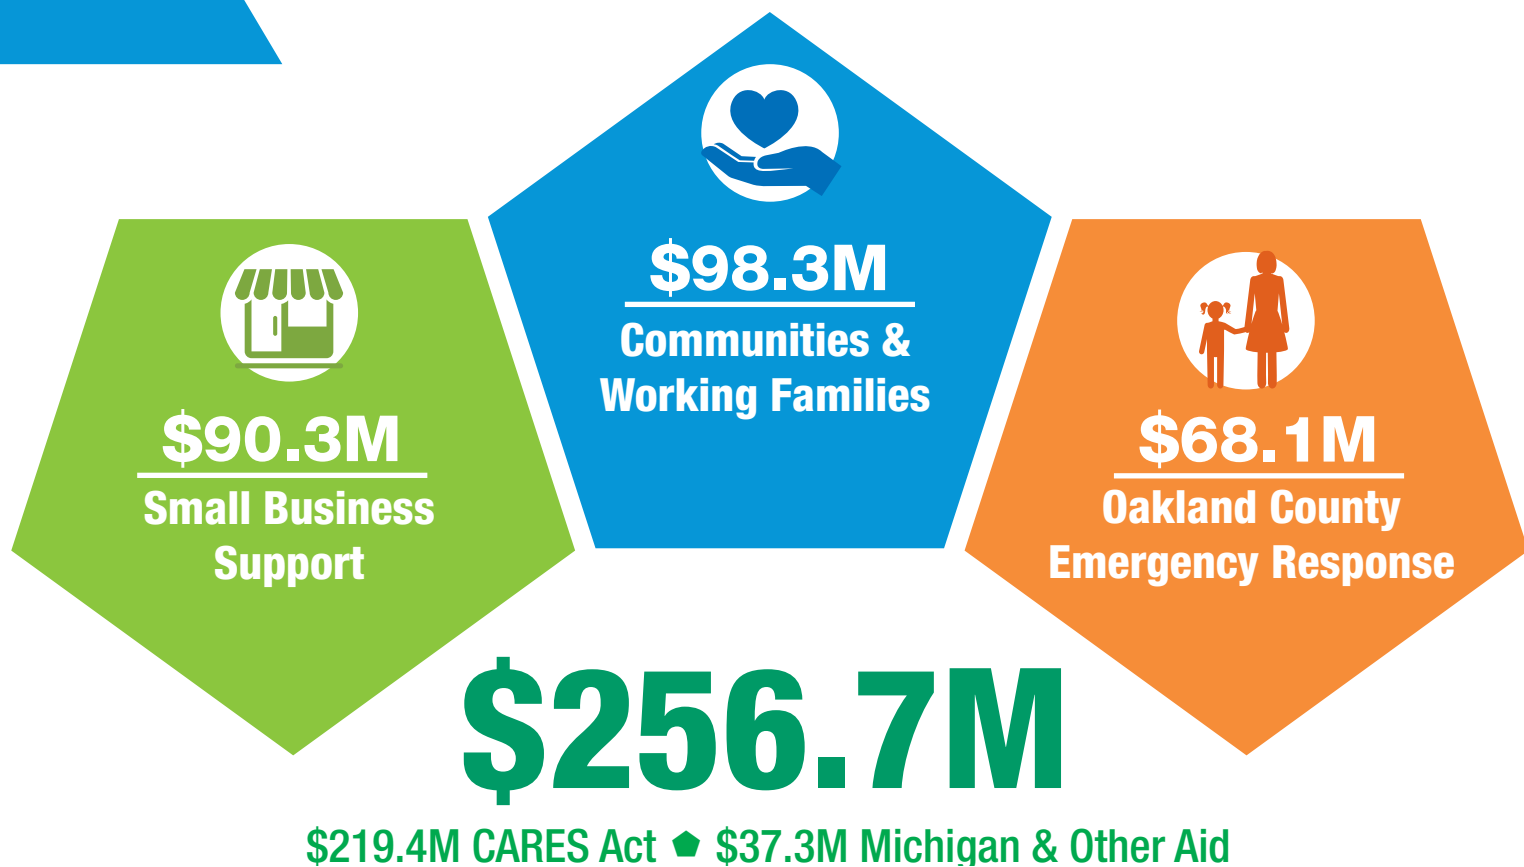 $98.3M
Communities &
Working Families
$90.3M
Small Business
Support
$68.1M
Oakland County
Emergency Response
$256.7M
$219.4M CARES Act ⬟ $37.3M Michigan & Other Aid